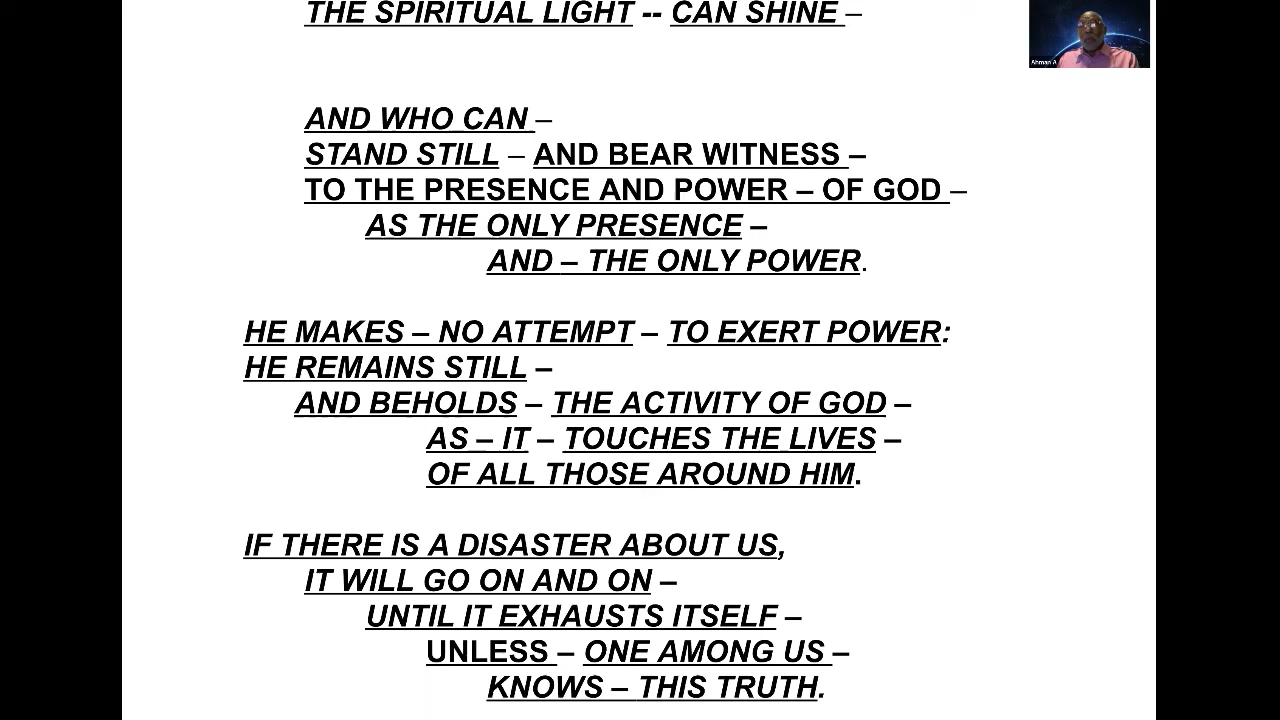 THE SPIRITUAL LIGHT -- CAN SHINE –
Ahman A
AND WHO CAN –
STAND STILL – AND BEAR WITNESS –
TO THE PRESENCE AND POWER – OF GOD –
AS THE ONLY PRESENCE –
AND – THE ONLY POWER.
HE MAKES – NO ATTEMPT – TO EXERT POWER:
HE REMAINS STILL –
AND BEHOLDS – THE ACTIVITY OF GOD –
AS – IT – TOUCHES THE LIVES –
OF ALL THOSE AROUND HIM.
IF THERE IS A DISASTER ABOUT US,
IT WILL GO ON AND ON –
UNTIL IT EXHAUSTS ITSELF –
UNLESS – ONE AMONG US –
KNOWS – THIS TRUTH.